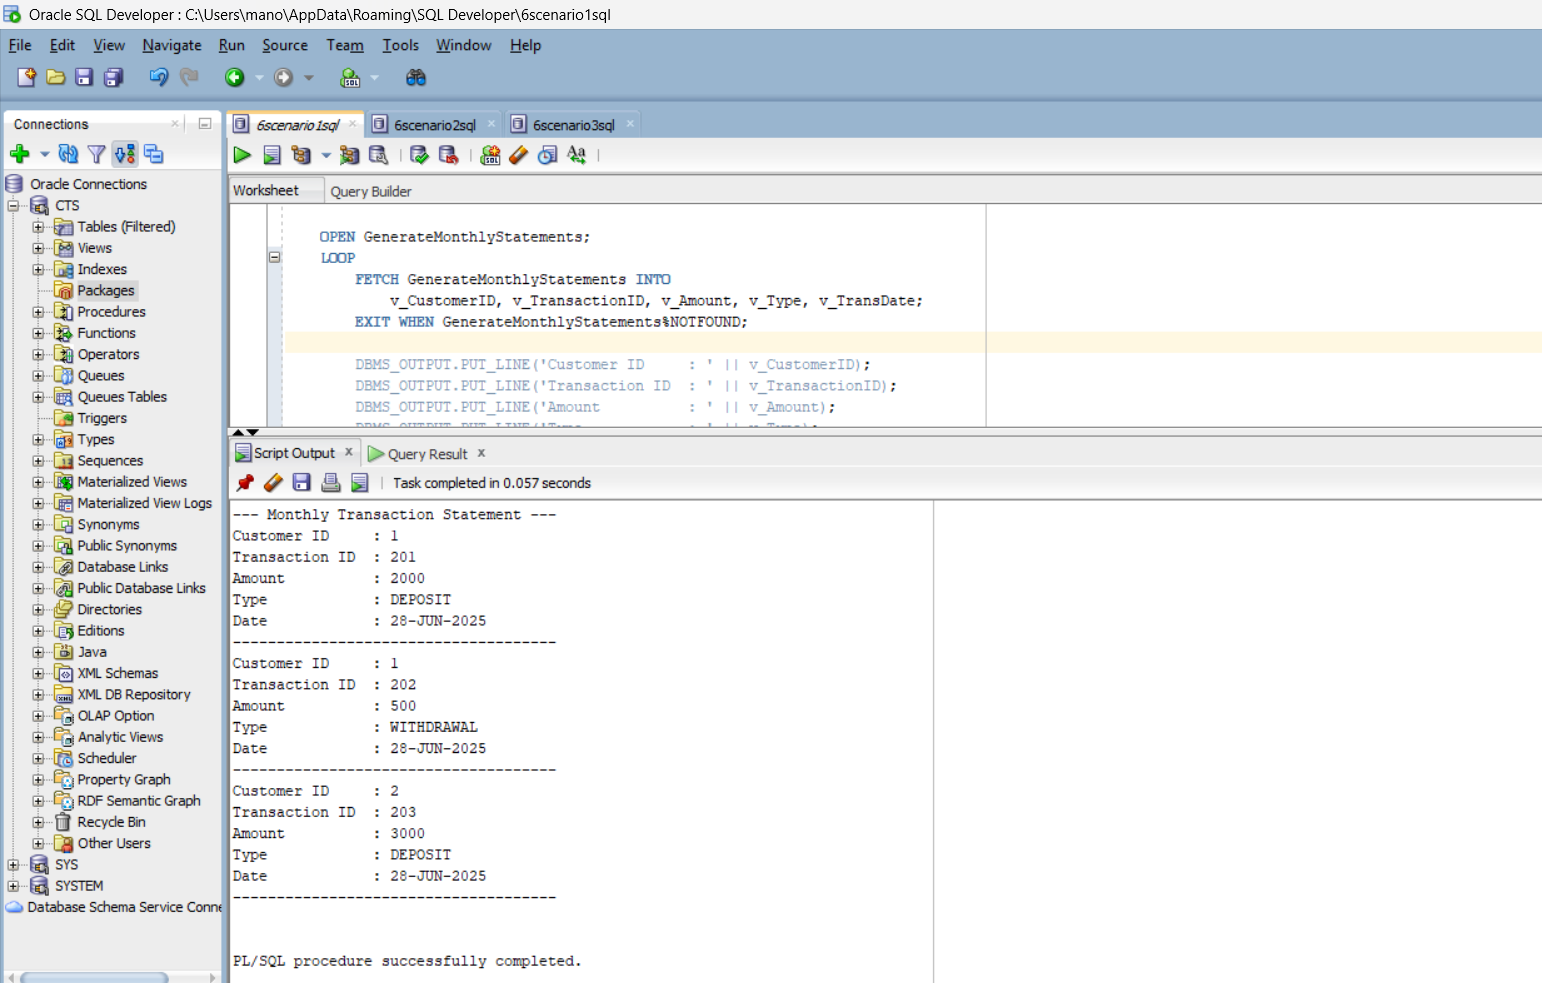 Oracle SQL Developer : C:\Users\mano\AppData\Roaming\SQL Developer\6scenario1sql
File Edit View Navigate Run Source Team Tools Window Help
Connections
Oracle Connections
CTS
Tables (Filtered)
Views
Indexes
Packages
Procedures
Functions
Operators
Queues
Queues Tables
Triggers
Types
Sequences
Materialized Views
Materialized View Logs
Synonyms
Public Synonyms
Database Links
Public Database Links
Directories
Editions
Java
XML Schemas
XML DB Repository
OLAP Option
Analytic Views
Scheduler
Property Graph
RDF Semantic Graph
Recycle Bin
Other Users
SYS
SYSTEM
Database Schema Service Conne
6scenario1sql 6scenario2sql 6scenario3sql
Worksheet Query Builder
OPEN GenerateMonthlyStatements;
LOOP
FETCH GenerateMonthlyStatements INTO
v_CustomerID, v_TransactionID, v_Amount, v_Type, v_TransDate;
EXIT WHEN GenerateMonthlyStatements%NOTFOUND;
DBMS_OUTPUT.PUT_LINE('Customer ID     : ' || v_CustomerID);
DBMS_OUTPUT.PUT_LINE('Transaction ID  : ' || v_TransactionID);
DBMS_OUTPUT.PUT_LINE('Amount          : ' || v_Amount);
DBMS_OUTPUT.PUT_LINE('Type            : ' || v_Type);
Script Output Query Result
Task completed in 0.057 seconds
--- Monthly Transaction Statement ---
Customer ID     : 1
Transaction ID  : 201
Amount          : 2000
Type            : DEPOSIT
Date            : 28-JUN-2025
-------------------------------------
Customer ID     : 1
Transaction ID  : 202
Amount          : 500
Type            : WITHDRAWAL
Date            : 28-JUN-2025
-------------------------------------
Customer ID     : 2
Transaction ID  : 203
Amount          : 3000
Type            : DEPOSIT
Date            : 28-JUN-2025
-------------------------------------
PL/SQL procedure successfully completed.